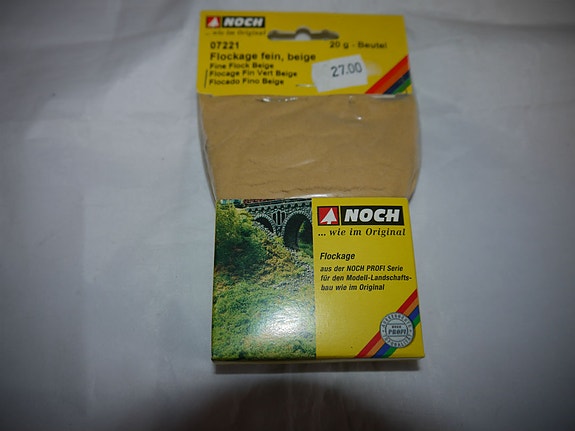 NOCH
... wie im Original
07221
20 g - Beutel
Flockage fein, beige
Fine Flock Beige
Flocage Fin Vert Beige
Flocado Fino Beige
27.00
NOCH
... wie im Original
Flockage
aus der NOCH PROFI Serie
für den Modell-Landschafts-
bau wie im Original
NOCH
PROFI